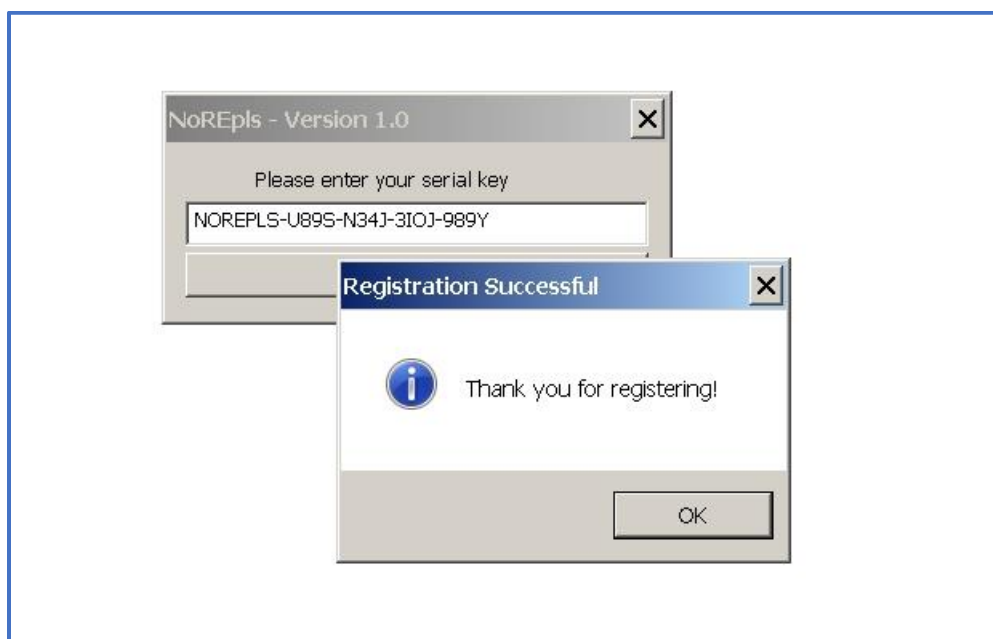 NoREpls - Version 1.0
Please enter your serial key
NOREPLS-U89S-N34J-3IOJ-989Y
Registration Successful
Thank you for registering!
OK